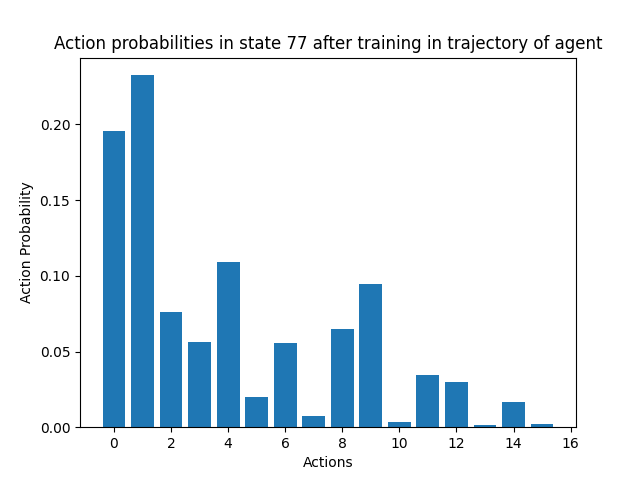 Action probabilities in state 77 after training in trajectory of agent
0.20
0.15
0.10
0.05
0.00
Action Probability
0 2 4 6 8 10 12 14 16
Actions